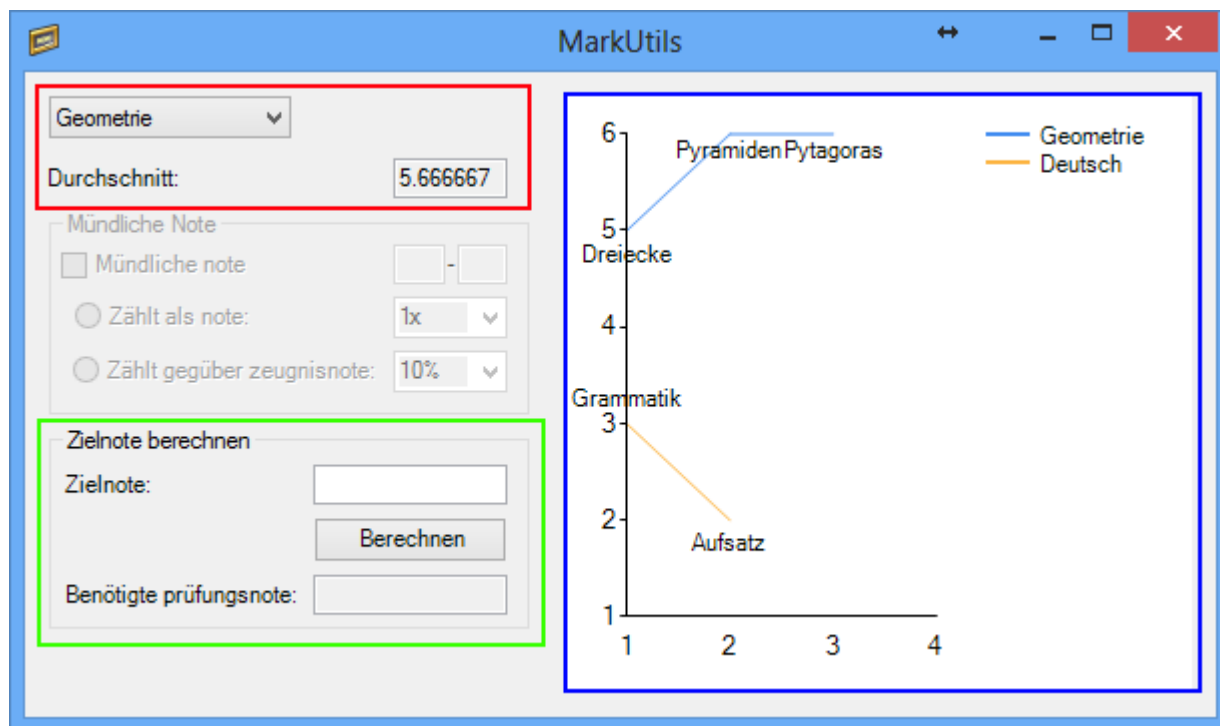 MarkUtils
Geometrie
Durchschnitt: 5.666667
Mündliche Note
Mündliche note -
Zählt als note: 1x
Zählt gegüber zeugnisnote: 10%
Zielnote berechnen
Zielnote:
Berechnen
Benötigte prüfungsnote:
6
Pyramiden Pytagoras
5
Dreiecke
4
Grammatik
3
2
Aufsatz
1
1 2 3 4
Geometrie
Deutsch